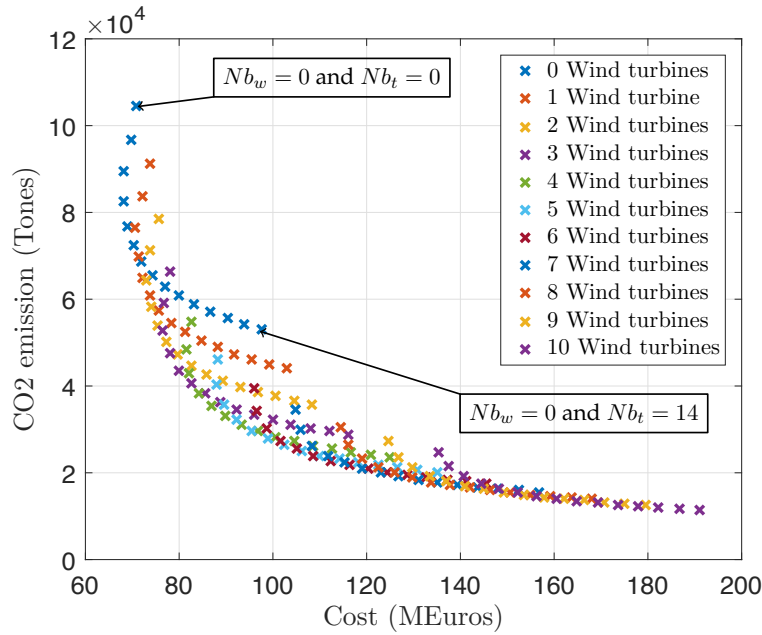 ×10⁴
12
10
8
6
4
2
0
CO2 emission (Tones)
60
80
100
120
140
160
180
200
Cost (MEuros)
Nb_w = 0 and Nb_t = 0
Nb_w = 0 and Nb_t = 14
0 Wind turbines
1 Wind turbine
2 Wind turbines
3 Wind turbines
4 Wind turbines
5 Wind turbines
6 Wind turbines
7 Wind turbines
8 Wind turbines
9 Wind turbines
10 Wind turbines